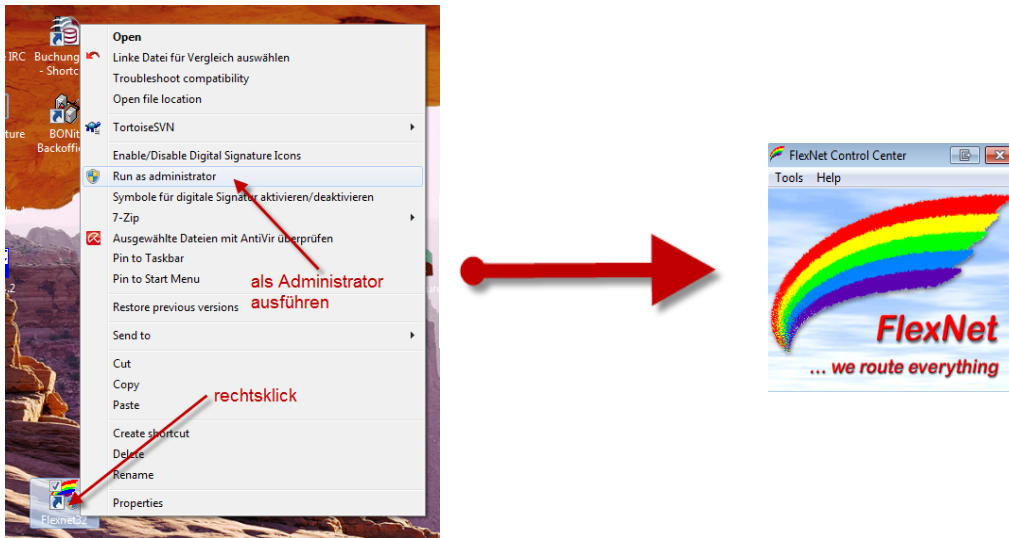 IRC
Buchung
- Shortc
ture
BONit
Backoffi
.2
Flexnet32
Open
Linke Datei für Vergleich auswählen
Troubleshoot compatibility
Open file location
TortoiseSVN
Enable/Disable Digital Signature Icons
Run as administrator
Symbole für digitale Signatur aktivieren/deaktivieren
7-Zip
Ausgewählte Dateien mit AntiVir überprüfen
Pin to Taskbar
Pin to Start Menu
als Administrator
ausführen
Restore previous versions
Send to
Cut
Copy
rechtsklick
Paste
Create shortcut
Delete
Rename
Properties
FlexNet Control Center
Tools Help
FlexNet
... we route everything